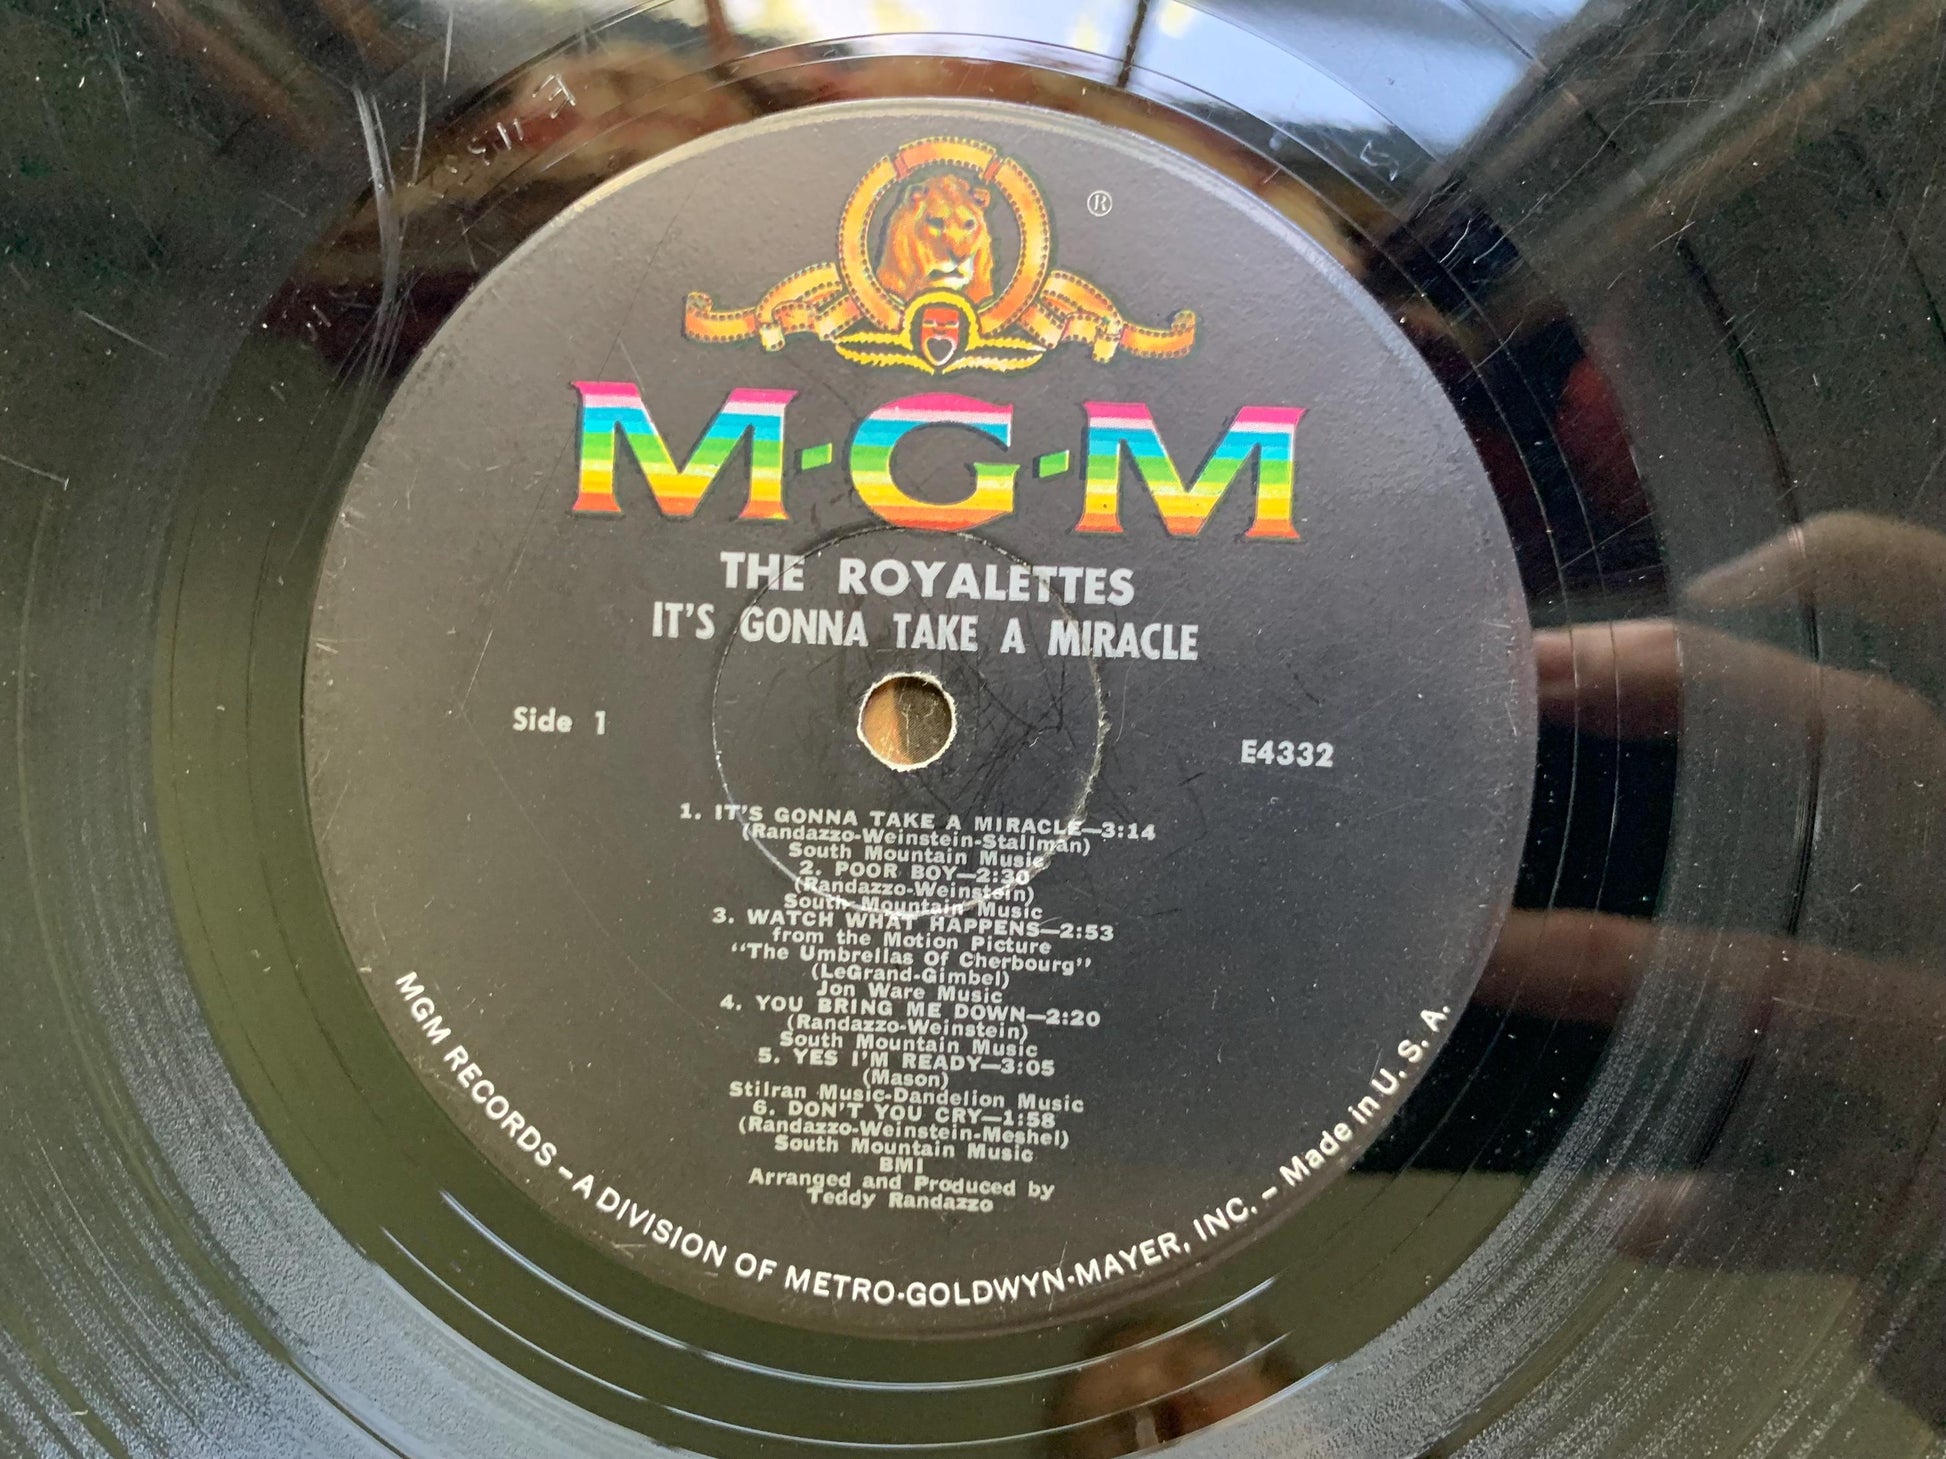 ®
M·G·M
THE ROYALETTES
IT'S GONNA TAKE A MIRACLE
Side 1
E4332
1. IT'S GONNA TAKE A MIRACLE—3:14
(Randazzo-Weinstein-Stallman)
South Mountain Music
2. POOR BOY—2:30
(Randazzo-Weinstein)
South Mountain Music
3. WATCH WHAT HAPPENS—2:53
from the Motion Picture
"The Umbrellas Of Cherbourg"
(LeGrand-Gimbel)
Jon Ware Music
4. YOU BRING ME DOWN—2:20
(Randazzo-Weinstein)
South Mountain Music
5. YES I'M READY—3:05
(Mason)
Stilran Music-Dandelion Music
6. DON'T YOU CRY—1:58
(Randazzo-Weinstein-Meshel)
South Mountain Music
BMI
Arranged and Produced by
Teddy Randazzo
MGM RECORDS – A DIVISION OF METRO-GOLDWYN-MAYER, INC. – Made in U. S. A.